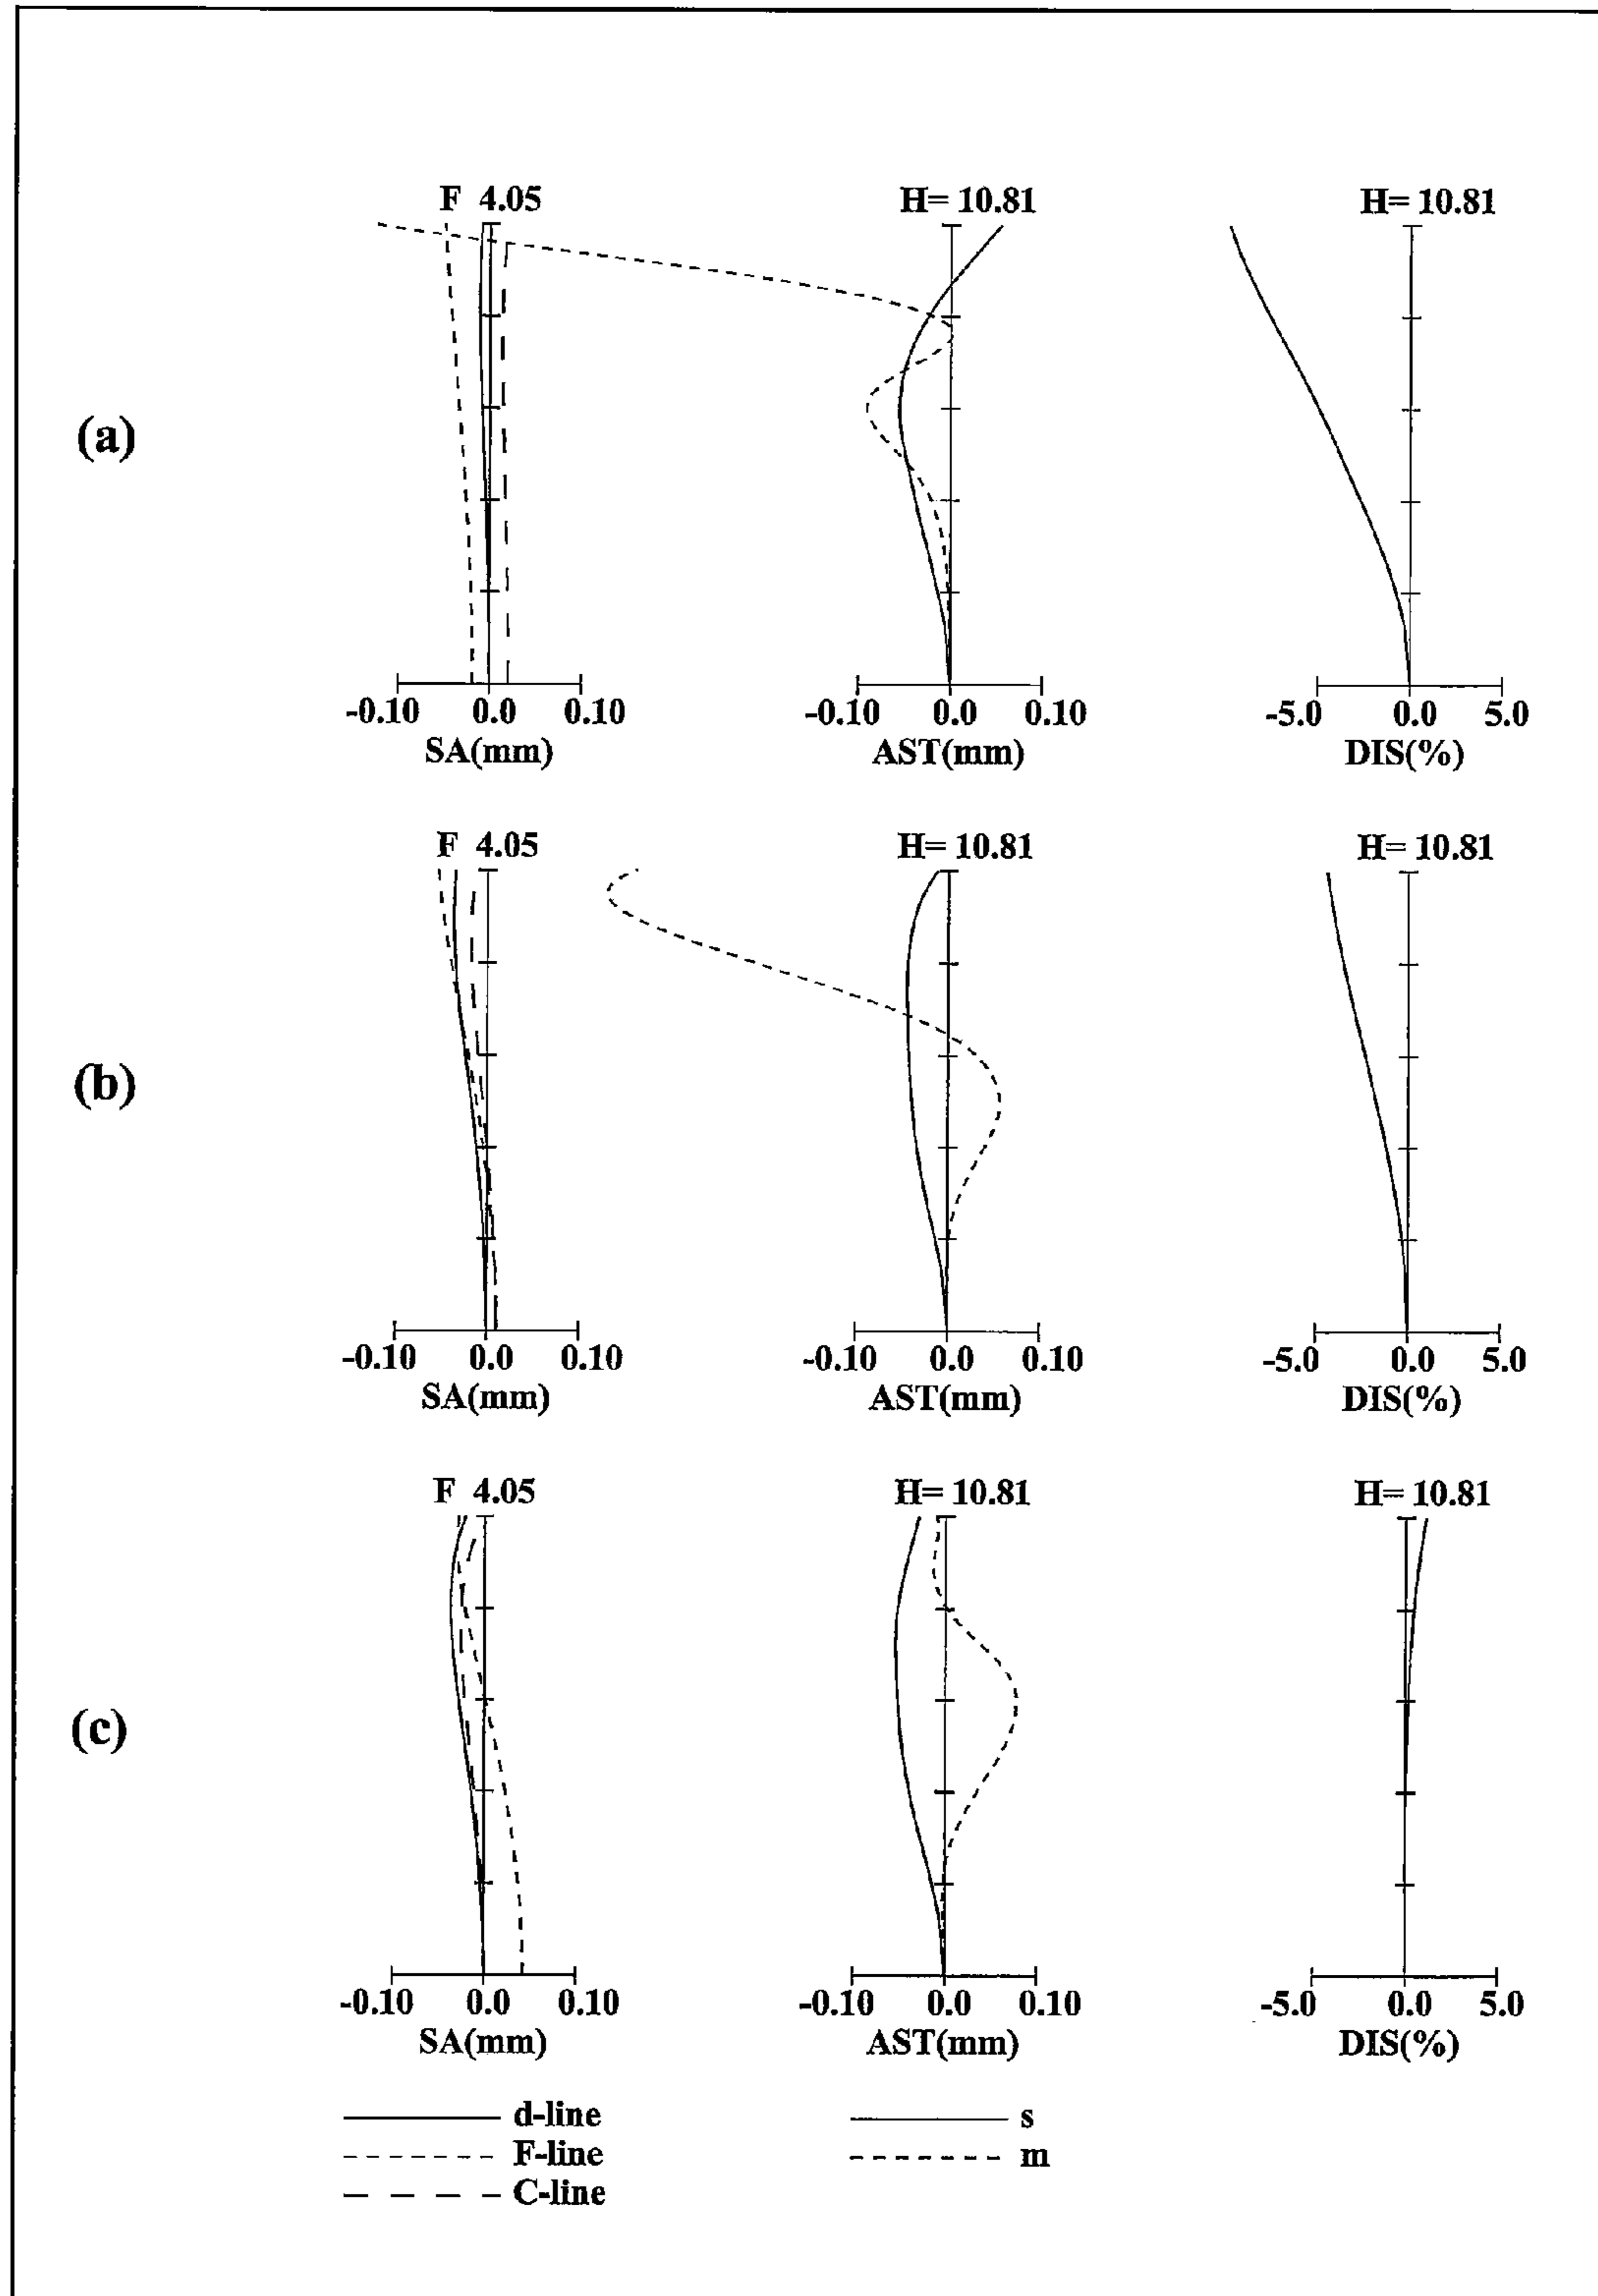 F 4.05 H= 10.81 H= 10.81
(a)
-0.10 0.0 0.10 -0.10 0.0 0.10 -5.0 0.0 5.0
SA(mm) AST(mm) DIS(%)
F 4.05 H= 10.81 H= 10.81
(b)
-0.10 0.0 0.10 -0.10 0.0 0.10 -5.0 0.0 5.0
SA(mm) AST(mm) DIS(%)
F 4.05 H= 10.81 H= 10.81
(c)
-0.10 0.0 0.10 -0.10 0.0 0.10 -5.0 0.0 5.0
SA(mm) AST(mm) DIS(%)
d-line s
F-line m
C-line